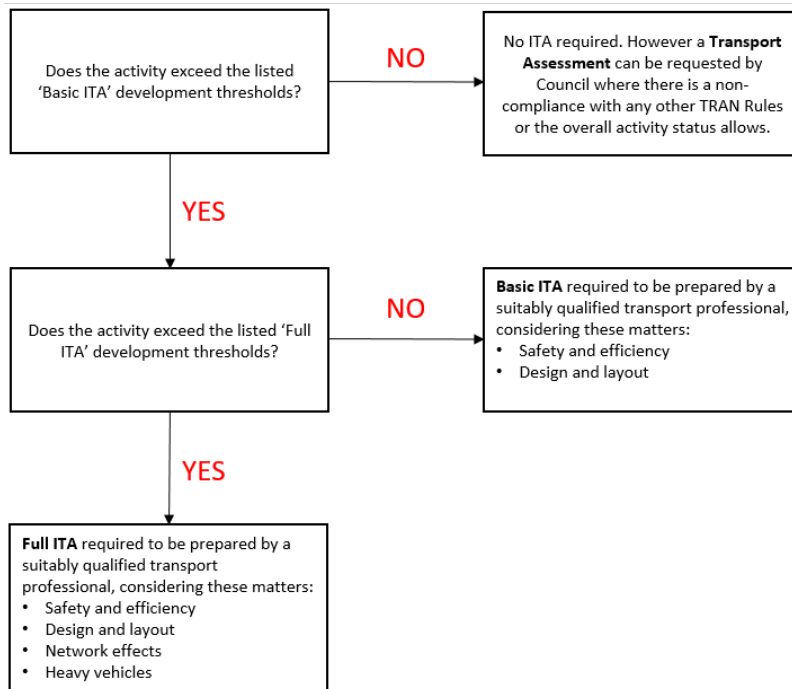 Does the activity exceed the listed
‘Basic ITA’ development thresholds?
NO
No ITA required. However a Transport
Assessment can be requested by
Council where there is a non-
compliance with any other TRAN Rules
or the overall activity status allows.
YES
Does the activity exceed the listed ‘Full
ITA’ development thresholds?
NO
Basic ITA required to be prepared by a
suitably qualified transport professional,
considering these matters:
• Safety and efficiency
• Design and layout
YES
Full ITA required to be prepared by a
suitably qualified transport
professional, considering these matters:
• Safety and efficiency
• Design and layout
• Network effects
• Heavy vehicles